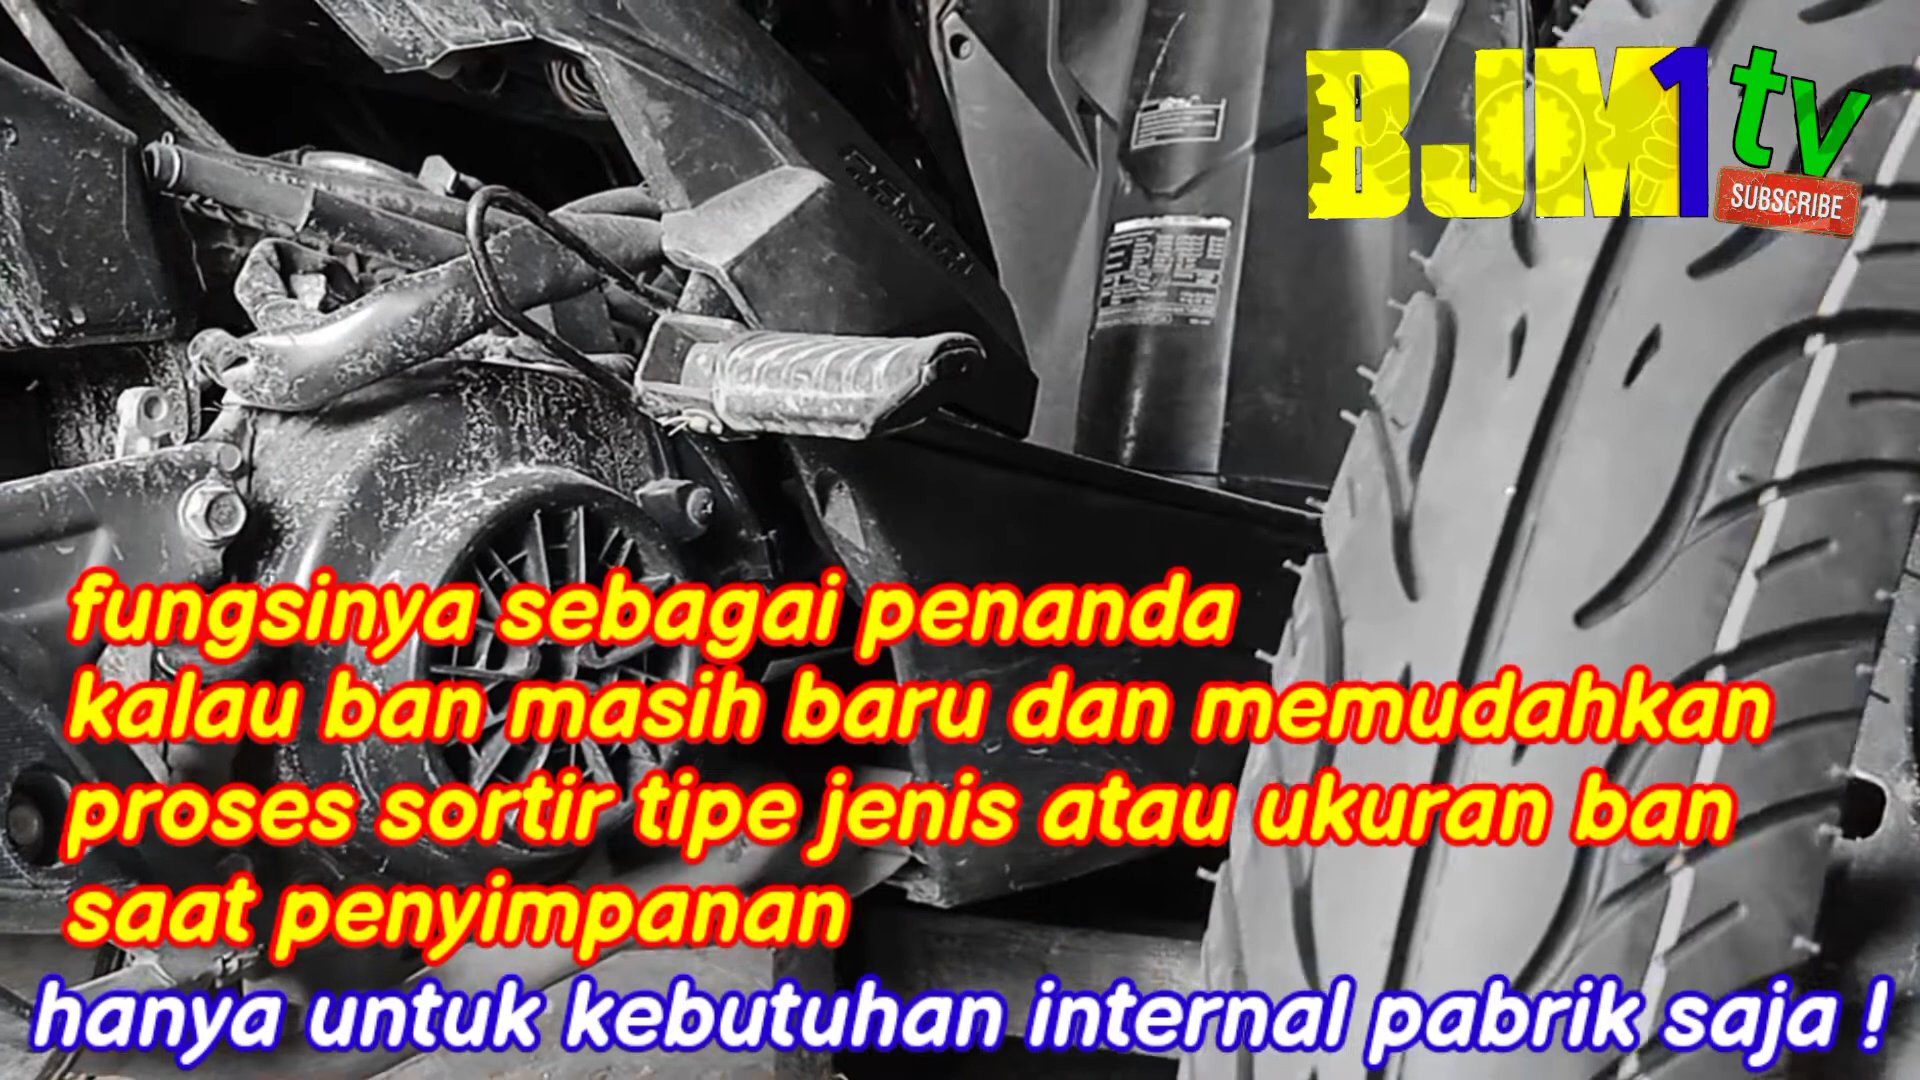 BJM1tv
SUBSCRIBE
fungsinya sebagai penanda
kalau ban masih baru dan memudahkan
proses sortir tipe jenis atau ukuran ban
saat penyimpanan
hanya untuk kebutuhan internal pabrik saja !